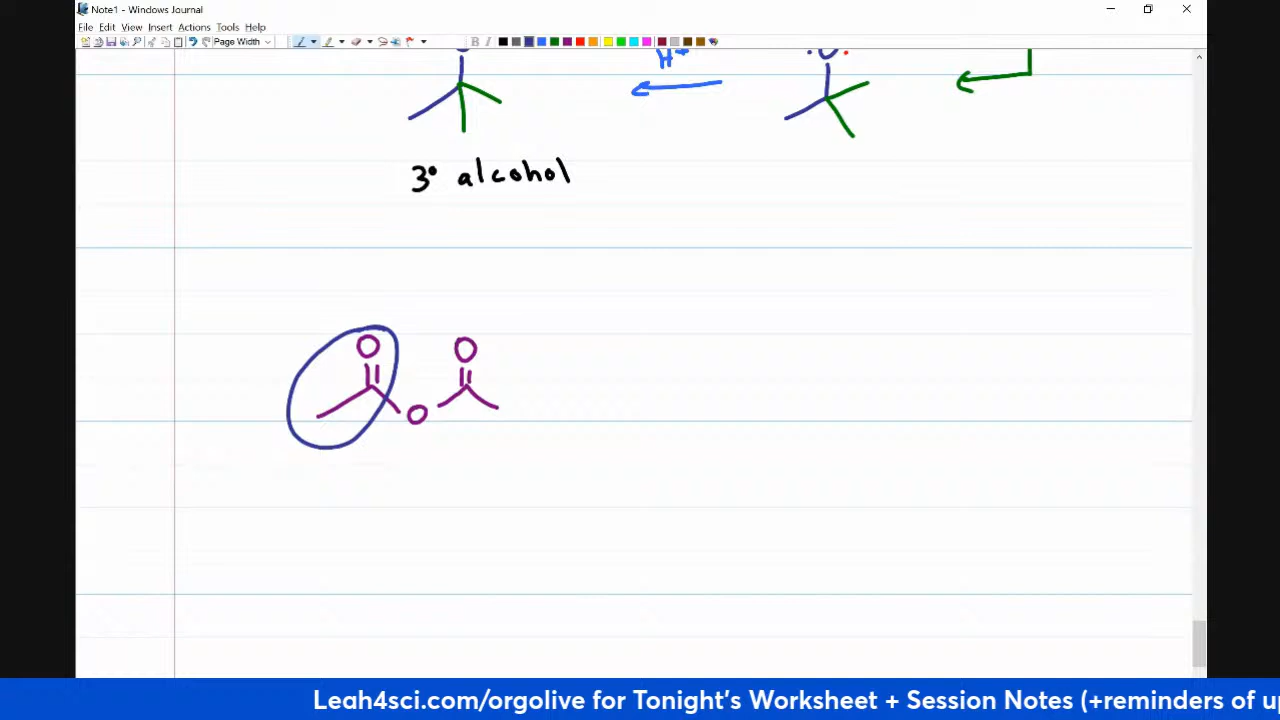 Note1 - Windows Journal
File Edit View Insert Actions Tools Help
Page Width
B I
H+
:O:
3° alcohol
O O
O
Leah4sci.com/orgolive for Tonight's Worksheet + Session Notes (+reminders of up